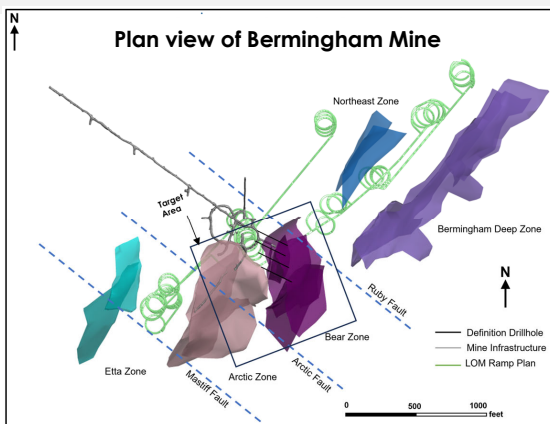 N
Plan view of Bermingham Mine
Northeast Zone
Target
Area
Bermingham Deep Zone
N
Ruby Fault
Definition Drillhole
Mine Infrastructure
LOM Ramp Plan
Bear Zone
Arctic Fault
Etta Zone
Arctic Zone
Mastiff Fault
0 500 1000
feet